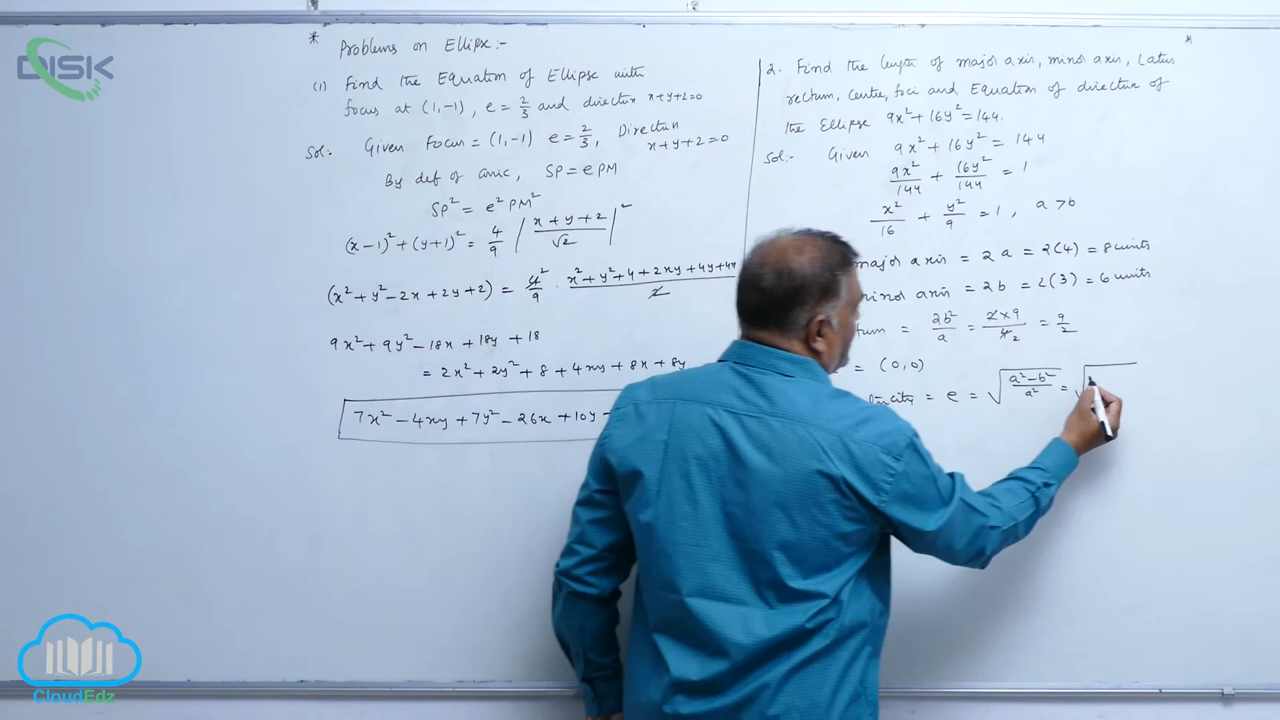 DISK
* Problems on Ellipse:-
(1) Find the Equation of Ellipse with
focus at (1,-1), e = 2/3 and directrix x+y+2=0
Sol:- Given Focus = (1,-1) e = 2/3, Directrix
x+y+2=0
By def of conic, SP = ePM
SP² = e²PM²
(x-1)²+(y+1)² = 4/9 |x+y+2/√2|²
(x²+y²-2x+2y+2) = 4²/9 · x²+y²+4+2xy+4y+4x/2
9x²+9y²-18x+18y+18
= 2x²+2y²+8+4xy+8x+8y
7x²-4xy+7y²-26x+10y
*
2. Find the length of major axis, minor axis, Latus
rectum, centre, foci and Equation of directrix of
the Ellipse 9x²+16y²=144.
Sol:- Given 9x²+16y² = 144
9x²/144 + 16y²/144 = 1
x²/16 + y²/9 = 1, a > b
major axis = 2a = 2(4) = 8 units
minor axis = 2b = 2(3) = 6 units
tum = 2b²/a = 2×9/4 2 = 9/2
= (0,0)
= e = √a²-b²/a² = √
CloudEdz